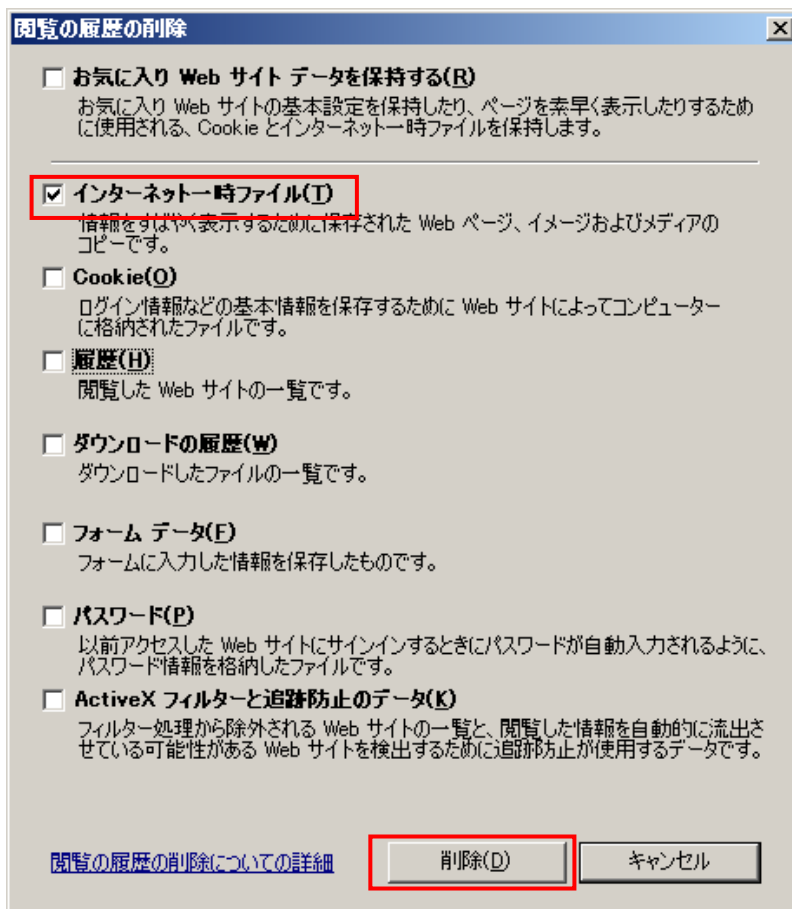 閲覧の履歴の削除
お気に入り Web サイト データを保持する(R)
お気に入り Web サイトの基本設定を保持したり、ページを素早く表示したりするため
に使用される、Cookie とインターネット一時ファイルを保持します。
インターネット一時ファイル(T)
情報をすばやく表示するために保存された Web ページ、イメージおよびメディアの
コピーです。
Cookie(O)
ログイン情報などの基本情報を保存するために Web サイトによってコンピューター
に格納されたファイルです。
履歴(H)
閲覧した Web サイトの一覧です。
ダウンロードの履歴(W)
ダウンロードしたファイルの一覧です。
フォーム データ(F)
フォームに入力した情報を保存したものです。
パスワード(P)
以前アクセスした Web サイトにサインインするときにパスワードが自動入力されるように、
パスワード情報を格納したファイルです。
ActiveX フィルターと追跡防止のデータ(K)
フィルター処理から除外される Web サイトの一覧と、閲覧した情報を自動的に流出さ
せている可能性がある Web サイトを検出するために追跡防止が使用するデータです。
閲覧の履歴の削除についての詳細
削除(D)
キャンセル